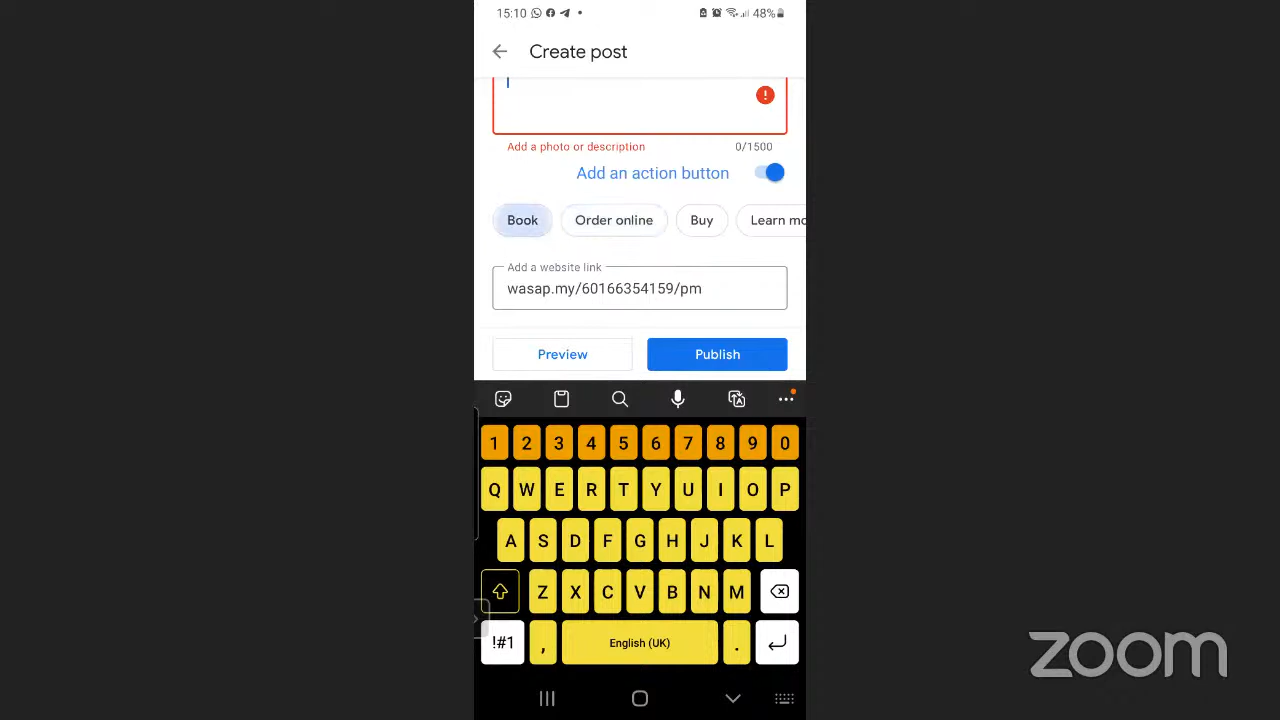 15:10 48%
Create post
Add a photo or description 0/1500
Add an action button
Book Order online Buy Learn mo
Add a website link
wasap.my/60166354159/pm
Preview Publish
1 2 3 4 5 6 7 8 9 0
Q W E R T Y U I O P
A S D F G H J K L
Z X C V B N M
!#1 , English (UK) .
zoom